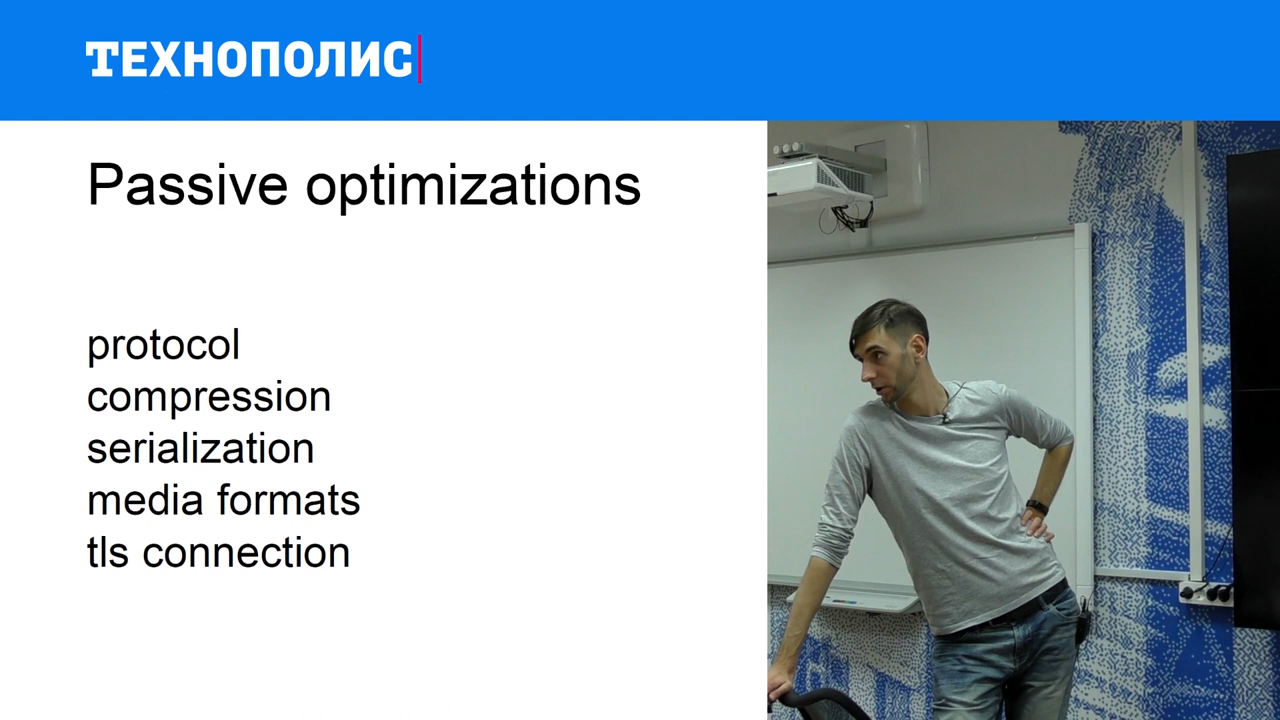 ТЕХНОПОЛИС
Passive optimizations
protocol
compression
serialization
media formats
tls connection